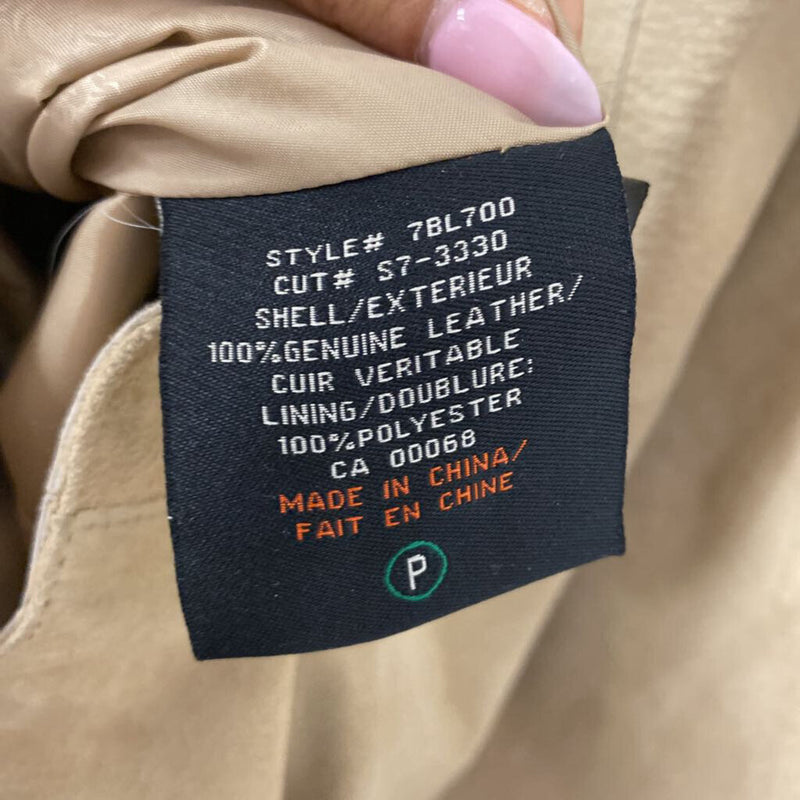 STYLE# 7BL700
CUT# S7-3330
SHELL/EXTERIEUR
100%GENUINE LEATHER/
CUIR VERITABLE
LINING/DOUBLURE:
100%POLYESTER
CA 00068
MADE IN CHINA/
FAIT EN CHINE
P